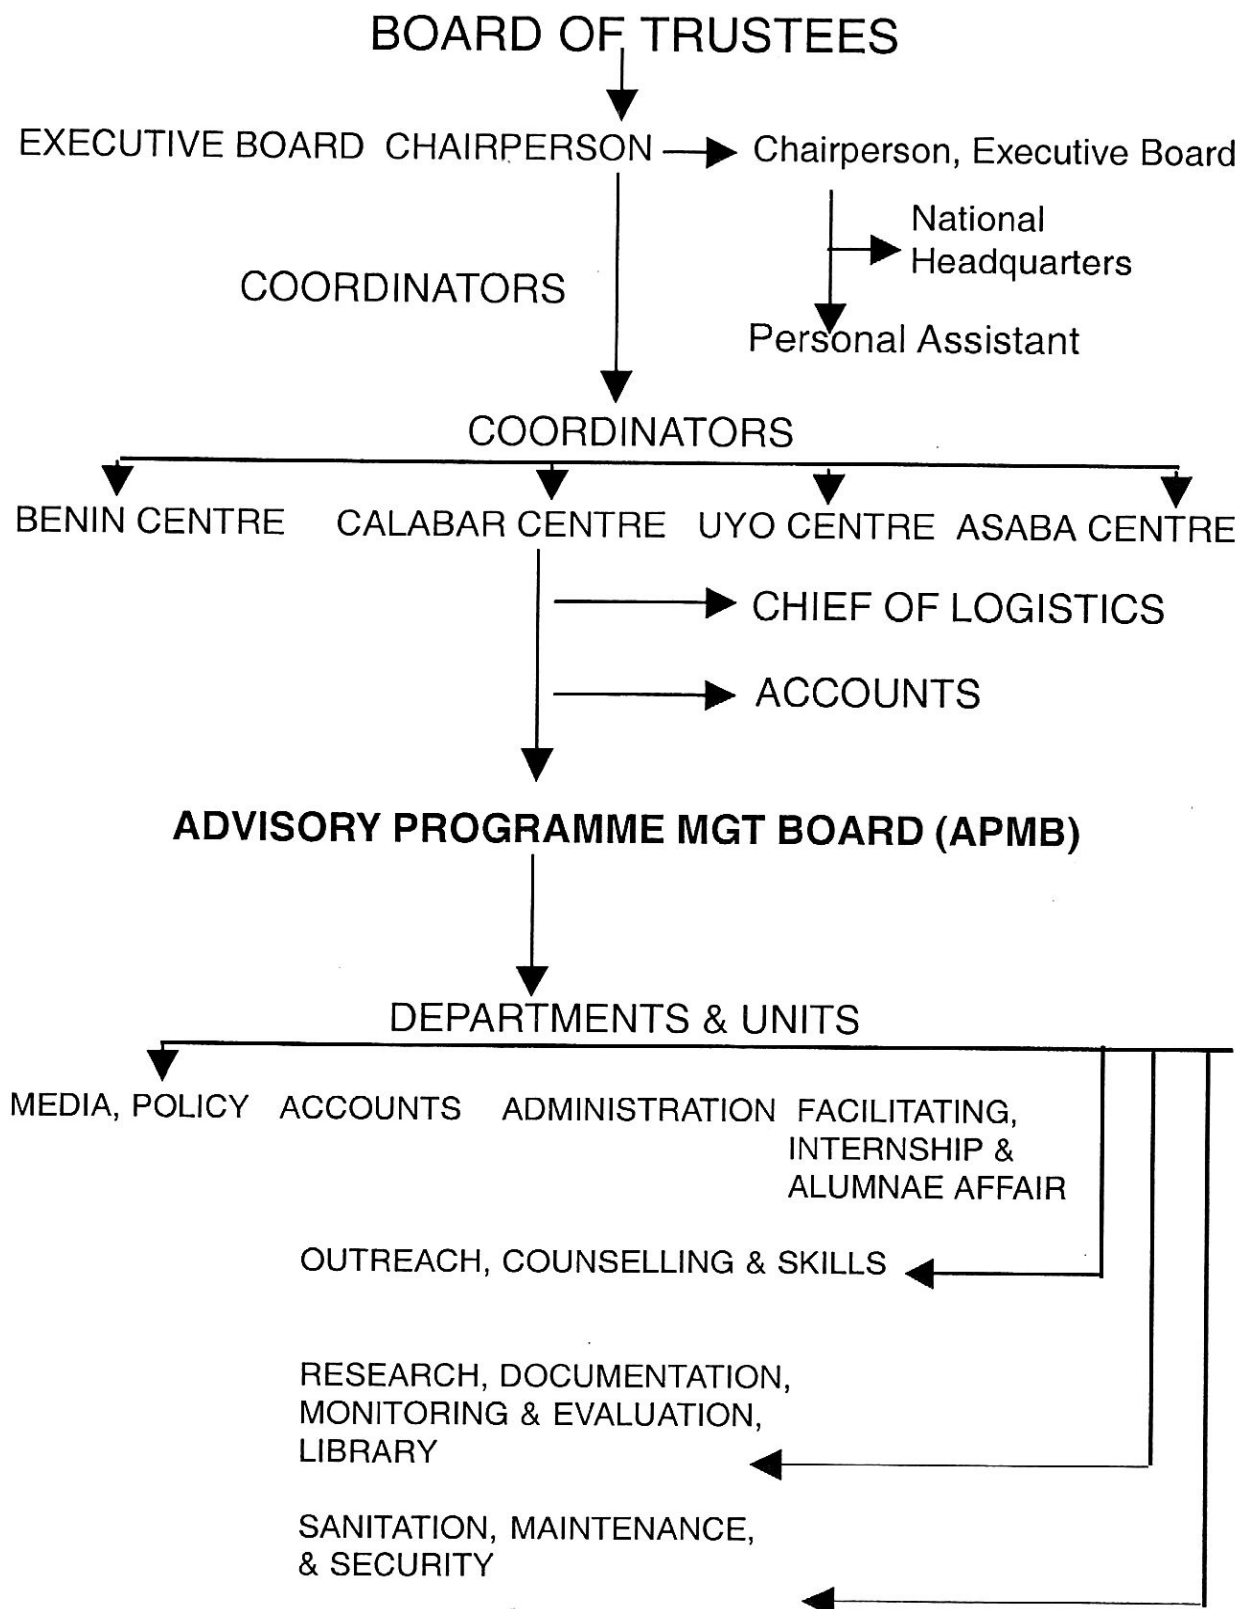 BOARD OF TRUSTEES
EXECUTIVE BOARD CHAIRPERSON
Chairperson, Executive Board
National
Headquarters
COORDINATORS
Personal Assistant
COORDINATORS
BENIN CENTRE
CALABAR CENTRE
UYO CENTRE
ASABA CENTRE
CHIEF OF LOGISTICS
ACCOUNTS
ADVISORY PROGRAMME MGT BOARD (APMB)
DEPARTMENTS & UNITS
MEDIA, POLICY
ACCOUNTS
ADMINISTRATION
FACILITATING,
INTERNSHIP &
ALUMNAE AFFAIR
OUTREACH, COUNSELLING & SKILLS
RESEARCH, DOCUMENTATION,
MONITORING & EVALUATION,
LIBRARY
SANITATION, MAINTENANCE,
& SECURITY